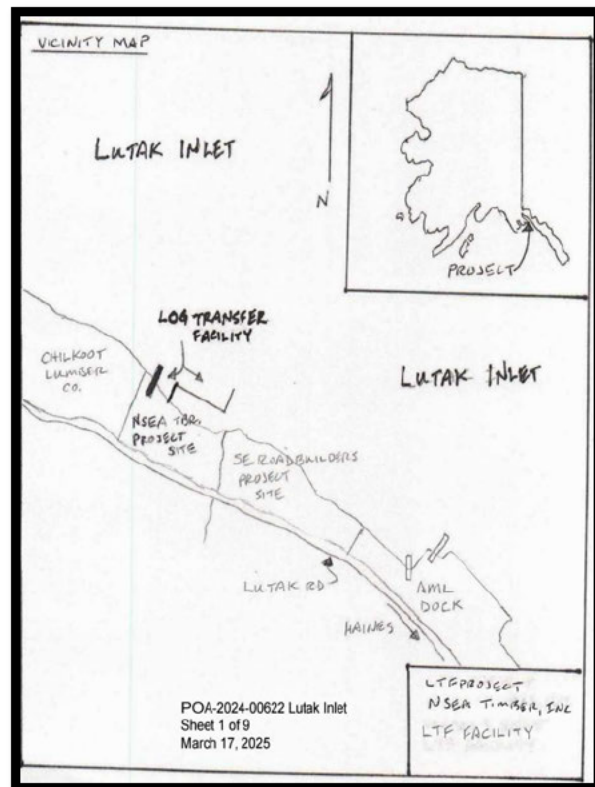 VICINITY MAP
LUTAK INLET
N
PROJECT
LOG TRANSFER
FACILITY
CHILKOOT
LUMBER
CO.
LUTAK INLET
NSEA TBR.
PROJECT
SITE
SE ROADBUILDERS
PROJECT
SITE
LUTAK RD
AML
DOCK
HAINES
POA-2024-00622 Lutak Inlet
Sheet 1 of 9
March 17, 2025
LTF PROJECT
NSEA TIMBER, INC
LTF FACILITY